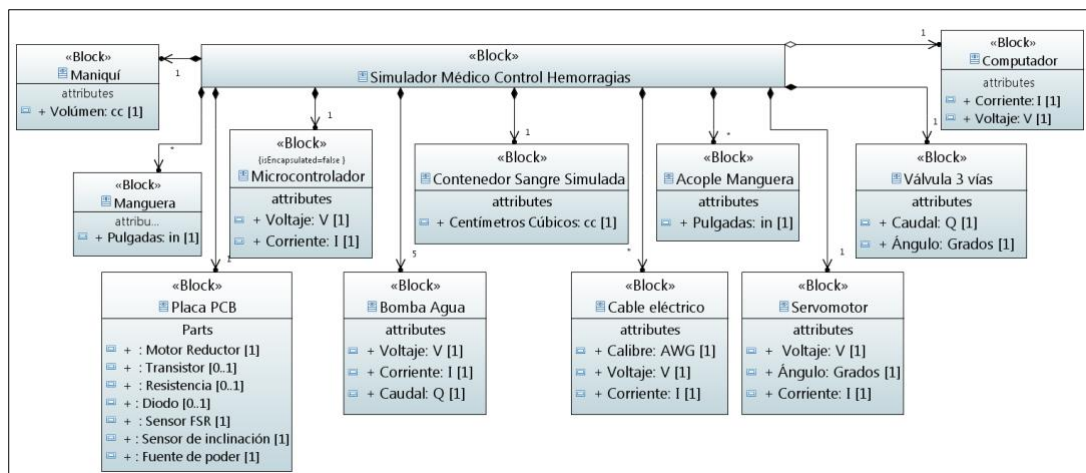 «Block»
Simulador Médico Control Hemorragias
«Block»
Maniquí
attributes
+ Volúmen: cc [1]
1
1
«Block»
Computador
attributes
+ Corriente: I [1]
+ Voltaje: V [1]
*
«Block»
Manguera
attribu...
+ Pulgadas: in [1]
1
«Block»
{isEncapsulated=false }
Microcontrolador
attributes
+ Voltaje: V [1]
+ Corriente: I [1]
1
«Block»
Contenedor Sangre Simulada
attributes
+ Centímetros Cúbicos: cc [1]
*
«Block»
Acople Manguera
attributes
+ Pulgadas: in [1]
1
«Block»
Válvula 3 vías
attributes
+ Caudal: Q [1]
+ Ángulo: Grados [1]
1
«Block»
Placa PCB
Parts
+ : Motor Reductor [1]
+ : Transistor [0..1]
+ : Resistencia [0..1]
+ : Diodo [0..1]
+ : Sensor FSR [1]
+ : Sensor de inclinación [1]
+ : Fuente de poder [1]
5
«Block»
Bomba Agua
attributes
+ Voltaje: V [1]
+ Corriente: I [1]
+ Caudal: Q [1]
*
«Block»
Cable eléctrico
attributes
+ Calibre: AWG [1]
+ Voltaje: V [1]
+ Corriente: I [1]
1
«Block»
Servomotor
attributes
+ Voltaje: V [1]
+ Ángulo: Grados [1]
+ Corriente: I [1]